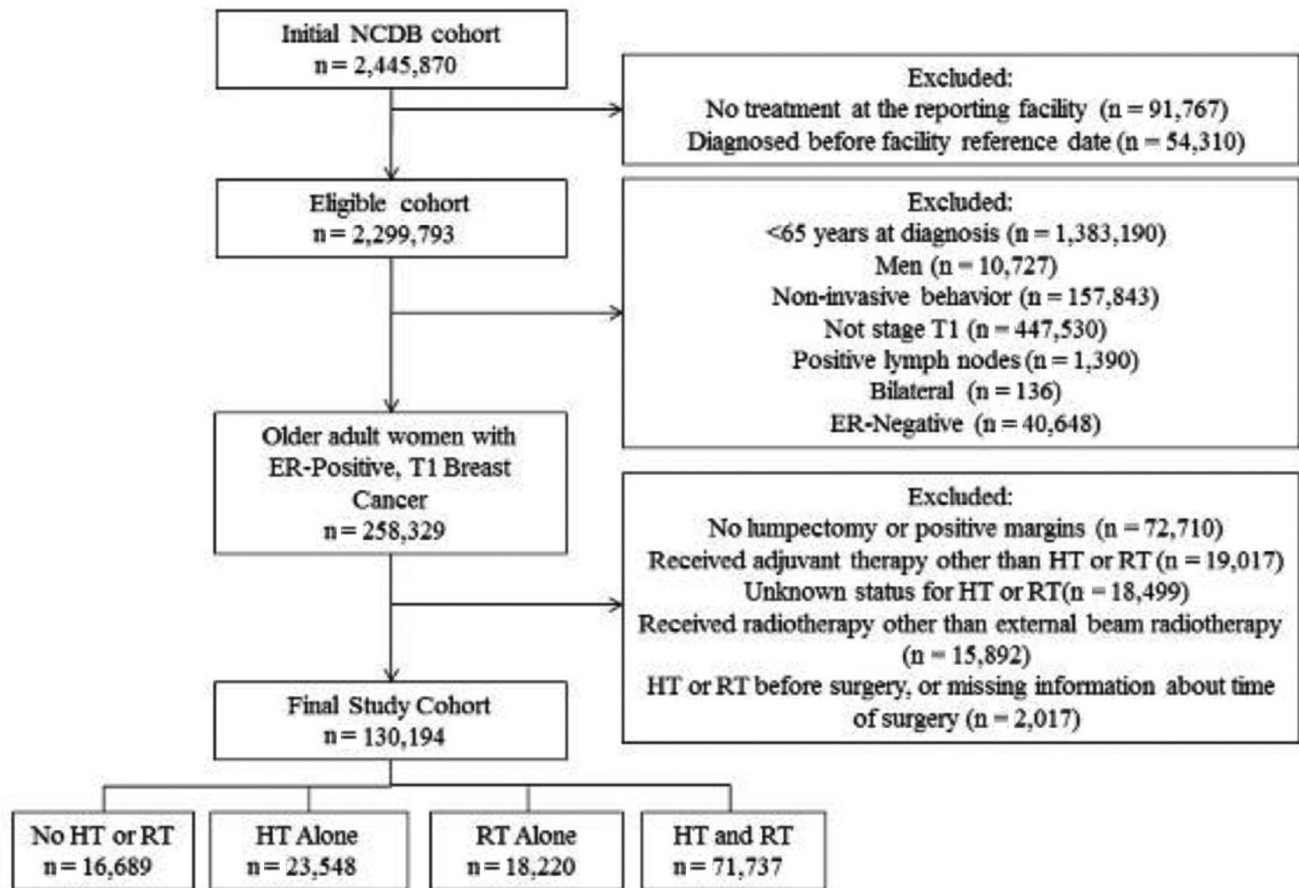 Initial NCDB cohort
n = 2,445,870
Excluded:
No treatment at the reporting facility (n = 91,767)
Diagnosed before facility reference date (n = 54,310)
Eligible cohort
n = 2,299,793
Excluded:
<65 years at diagnosis (n = 1,383,190)
Men (n = 10,727)
Non-invasive behavior (n = 157,843)
Not stage T1 (n = 447,530)
Positive lymph nodes (n = 1,390)
Bilateral (n = 136)
ER-Negative (n = 40,648)
Older adult women with
ER-Positive, T1 Breast
Cancer
n = 258,329
Excluded:
No lumpectomy or positive margins (n = 72,710)
Received adjuvant therapy other than HT or RT (n = 19,017)
Unknown status for HT or RT(n = 18,499)
Received radiotherapy other than external beam radiotherapy
(n = 15,892)
HT or RT before surgery, or missing information about time
of surgery (n = 2,017)
Final Study Cohort
n = 130,194
No HT or RT
n = 16,689
HT Alone
n = 23,548
RT Alone
n = 18,220
HT and RT
n = 71,737